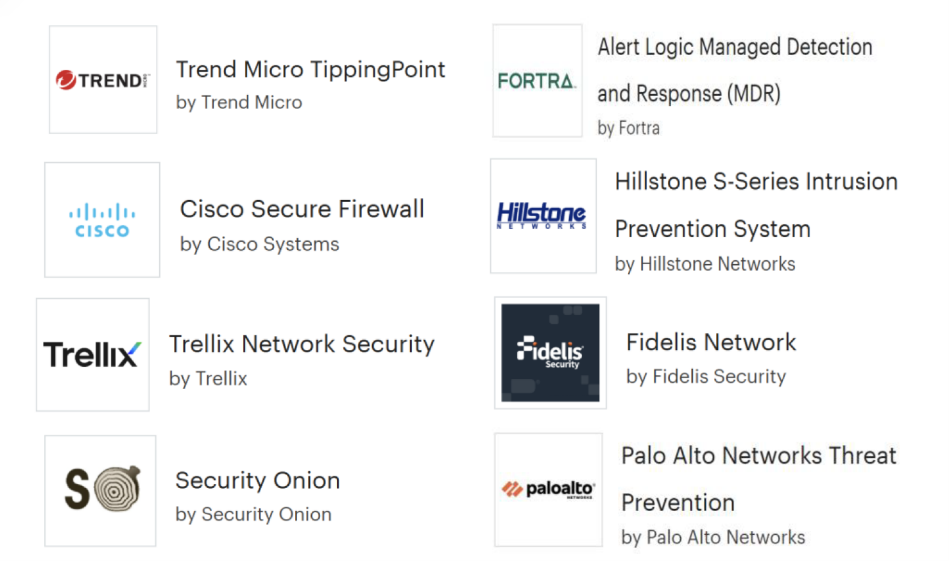 TREND MICRO
Trend Micro TippingPoint
by Trend Micro
CISCO
Cisco Secure Firewall
by Cisco Systems
Trellix
Trellix Network Security
by Trellix
SO
Security Onion
by Security Onion
FORTRA.
Alert Logic Managed Detection
and Response (MDR)
by Fortra
Hillstone
NETWORKS
Hillstone S-Series Intrusion
Prevention System
by Hillstone Networks
Fidelis
Security
Fidelis Network
by Fidelis Security
paloalto
NETWORKS
Palo Alto Networks Threat
Prevention
by Palo Alto Networks